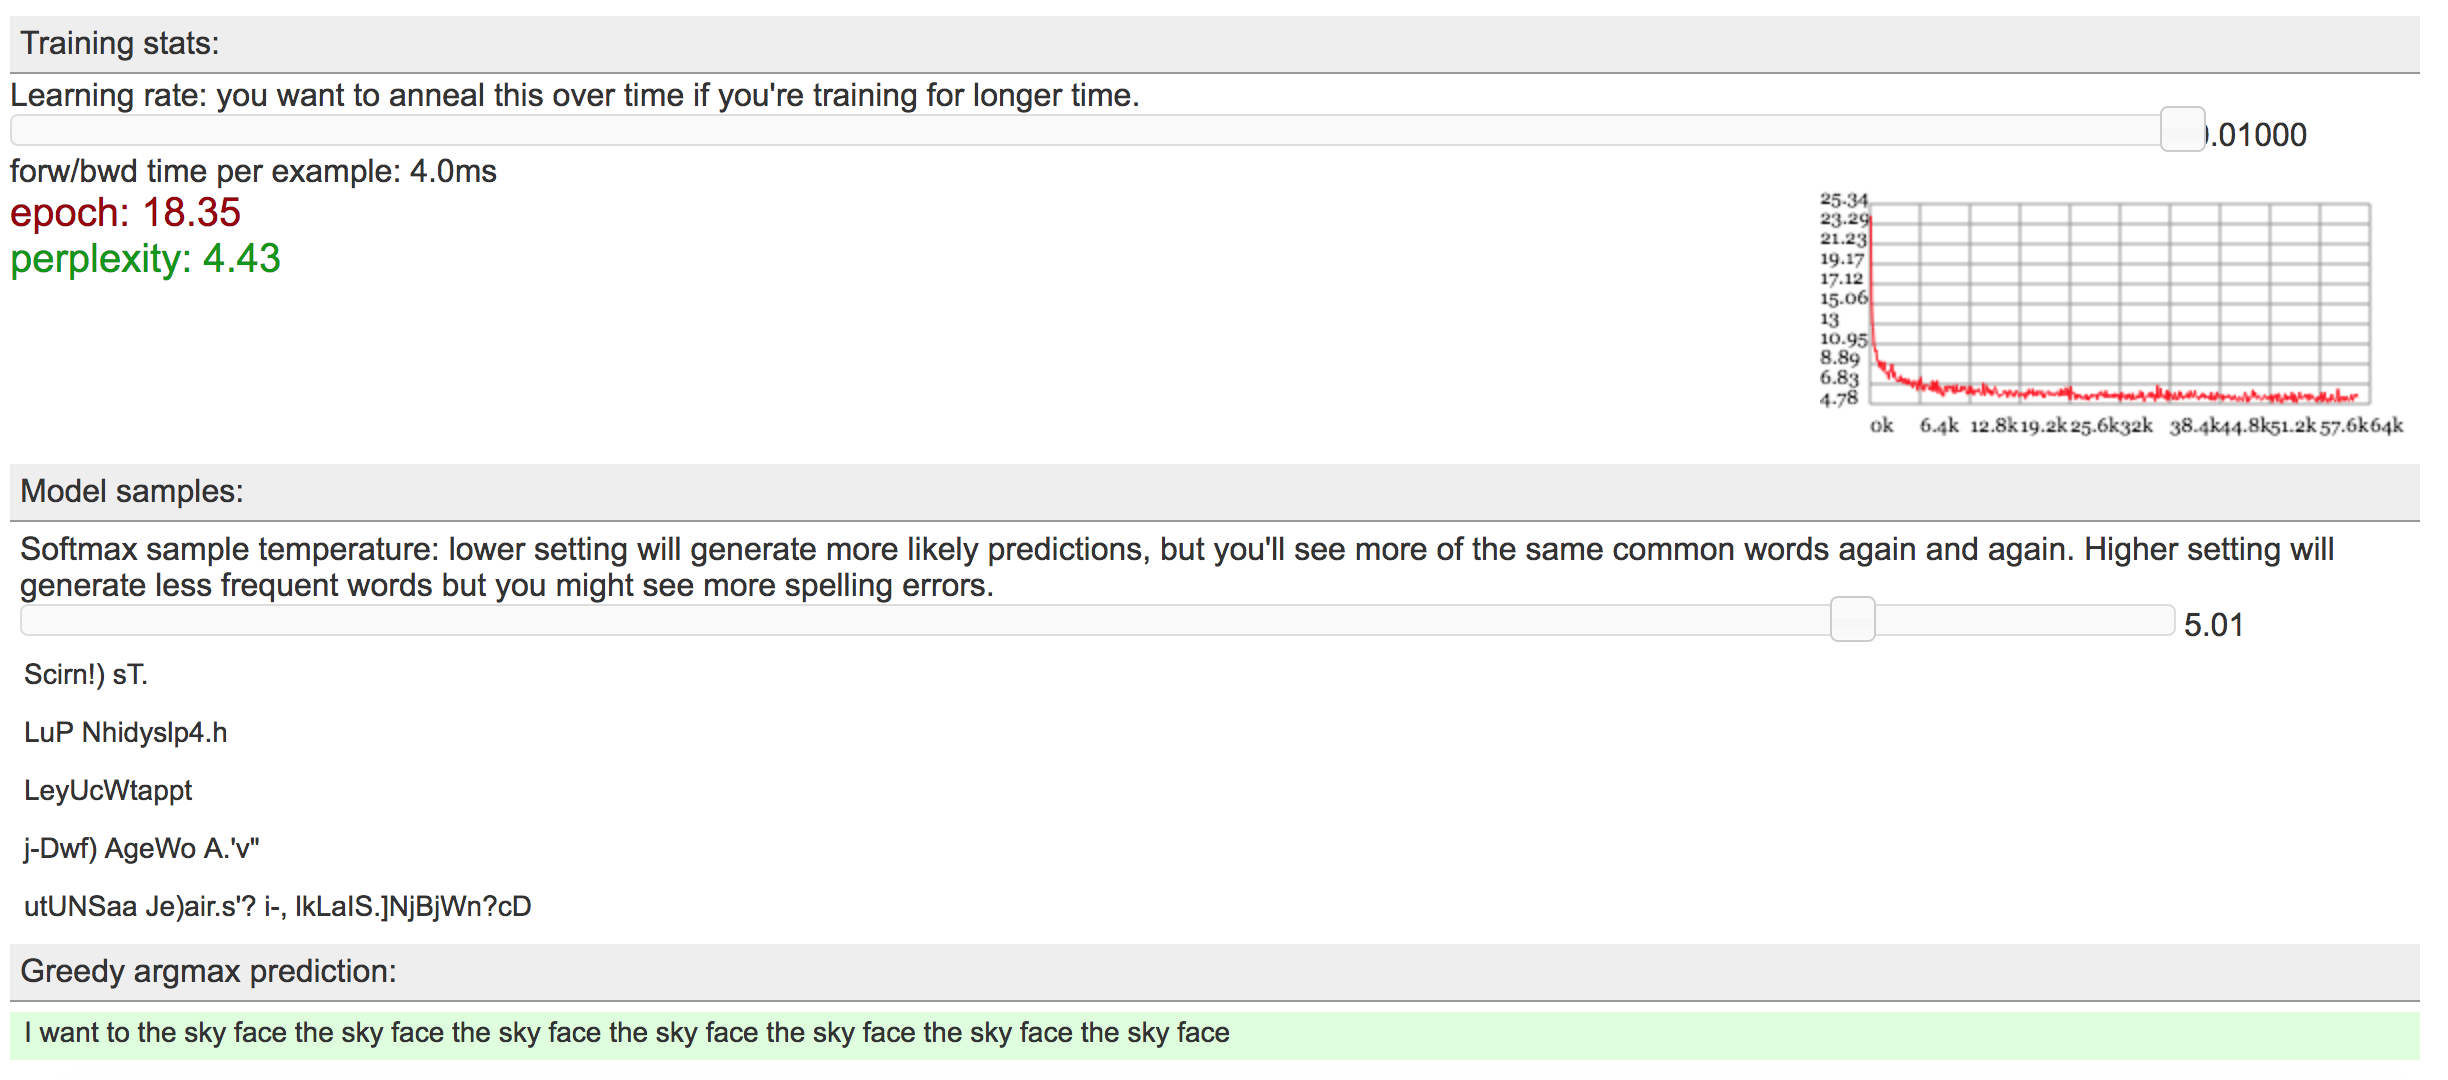 Training stats:
Learning rate: you want to anneal this over time if you're training for longer time.
.01000
forw/bwd time per example: 4.0ms
epoch: 18.35
perplexity: 4.43
25.34
23.29
21.23
19.17
17.12
15.06
13
10.95
8.89
6.83
4.78
0k 6.4k 12.8k 19.2k 25.6k 32k 38.4k 44.8k 51.2k 57.6k 64k
Model samples:
Softmax sample temperature: lower setting will generate more likely predictions, but you'll see more of the same common words again and again. Higher setting will
generate less frequent words but you might see more spelling errors.
5.01
Scirn!) sT.
LuP Nhidyslp4.h
LeyUcWtappt
j-Dwf) AgeWo A.'v"
utUNSaa Je)air.s'? i-, IkLaIS.]NjBjWn?cD
Greedy argmax prediction:
I want to the sky face the sky face the sky face the sky face the sky face the sky face the sky face